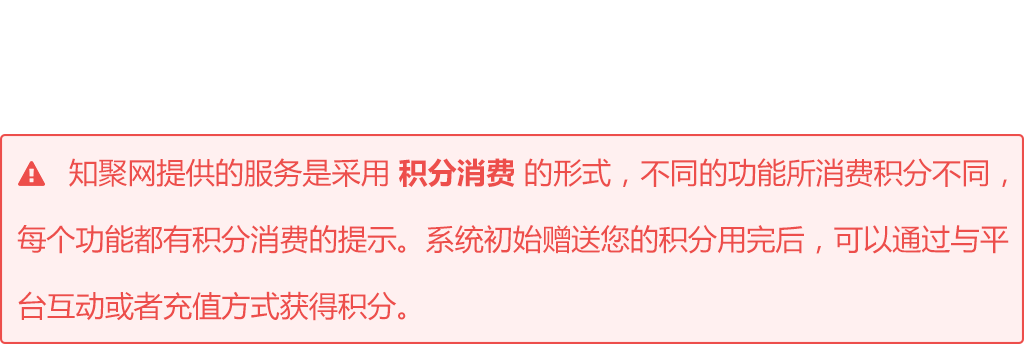 知聚网提供的服务是采用 积分消费 的形式，不同的功能所消费积分不同，
每个功能都有积分消费的提示。系统初始赠送您的积分用完后，可以通过与平
台互动或者充值方式获得积分。